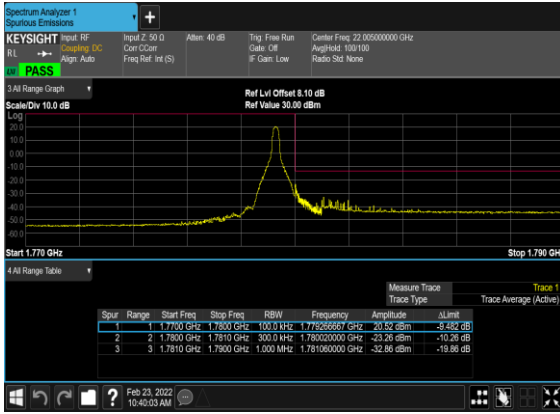 Spectrum Analyzer 1
Spurious Emissions
+
KEYSIGHT Input: RF Input Z: 50 Ω Atten: 40 dB Trig: Free Run Center Freq: 22.005000000 GHz
RL Coupling: DC Corr CCorr Gate: Off Avg|Hold: 100/100
Align: Auto Freq Ref: Int (S) IF Gain: Low Radio Std: None
PASS
3 All Range Graph
Ref Lvl Offset 8.10 dB
Scale/Div 10.0 dB Ref Value 30.00 dBm
Log
20.0
10.0
0.00
-10.0
-20.0
-30.0
-40.0
-50.0
-60.0
Start 1.770 GHz Stop 1.790 GH
4 All Range Table
Measure Trace Trace 1
Trace Type Trace Average (Active)
Spur Range Start Freq Stop Freq RBW Frequency Amplitude ΔLimit
1 1 1.7700 GHz 1.7800 GHz 100.0 kHz 1.779266667 GHz 20.52 dBm -9.482 dB
2 2 1.7800 GHz 1.7810 GHz 300.0 kHz 1.780020000 GHz -23.26 dBm -10.26 dB
3 3 1.7810 GHz 1.7900 GHz 1.000 MHz 1.781060000 GHz -32.86 dBm -19.86 dB
? Feb 23, 2022
10:40:03 AM